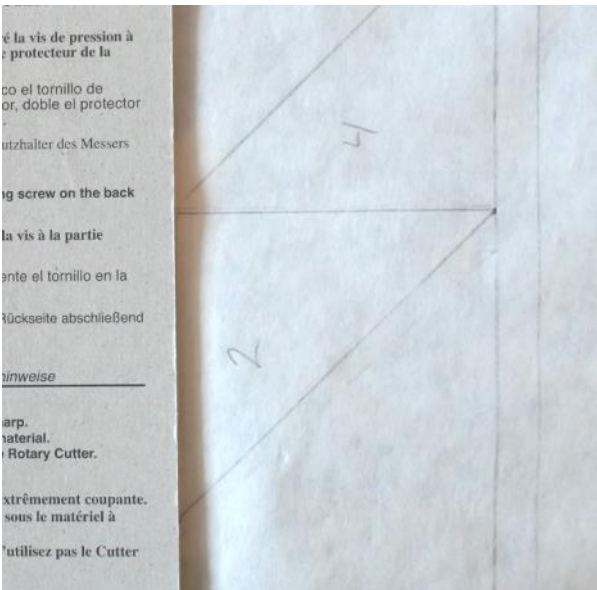 é la vis de pression à
e protecteur de la
co el tornillo de
or, doble el protector
utzhalter des Messers
ng screw on the back
la vis à la partie
ente el tornillo en la
Rückseite abschließend
hinweise
arp.
naterial.
Rotary Cutter.
xtrêmement coupante.
sous le matériel à
'utilisez pas le Cutter
4
2